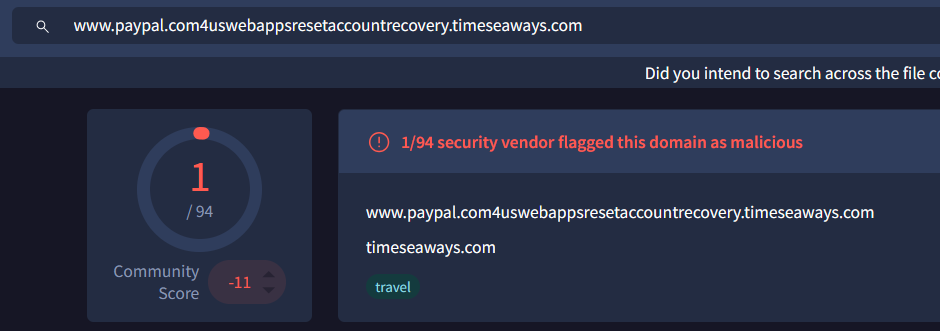 www.paypal.com4uswebappsresetaccountrecovery.timeseaways.com
Did you intend to search across the file co
1/94 security vendor flagged this domain as malicious
1
/ 94
www.paypal.com4uswebappsresetaccountrecovery.timeseaways.com
timeseaways.com
Community
Score
-11
travel